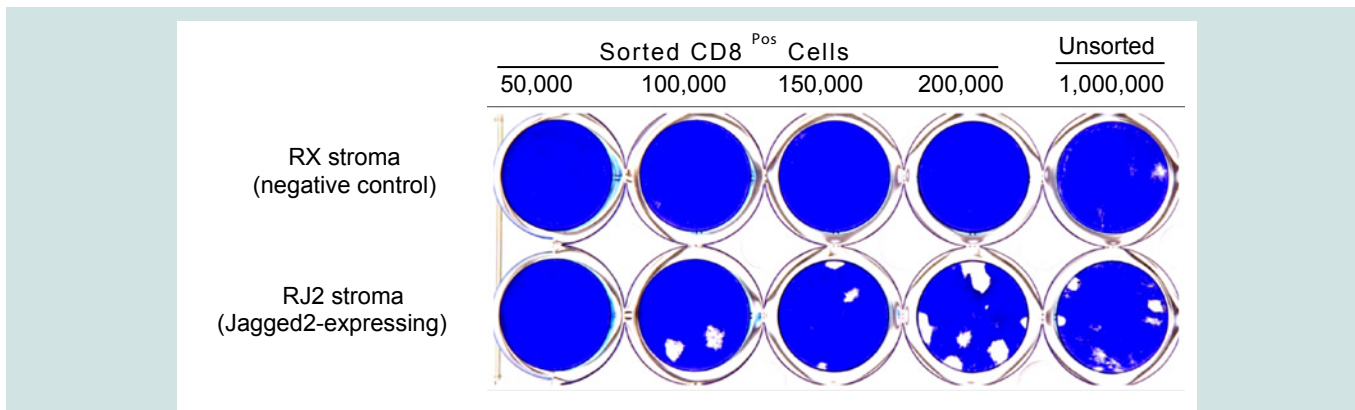 Sorted CD8 Pos Cells Unsorted
50,000 100,000 150,000 200,000 1,000,000
RX stroma
(negative control)
RJ2 stroma
(Jagged2-expressing)